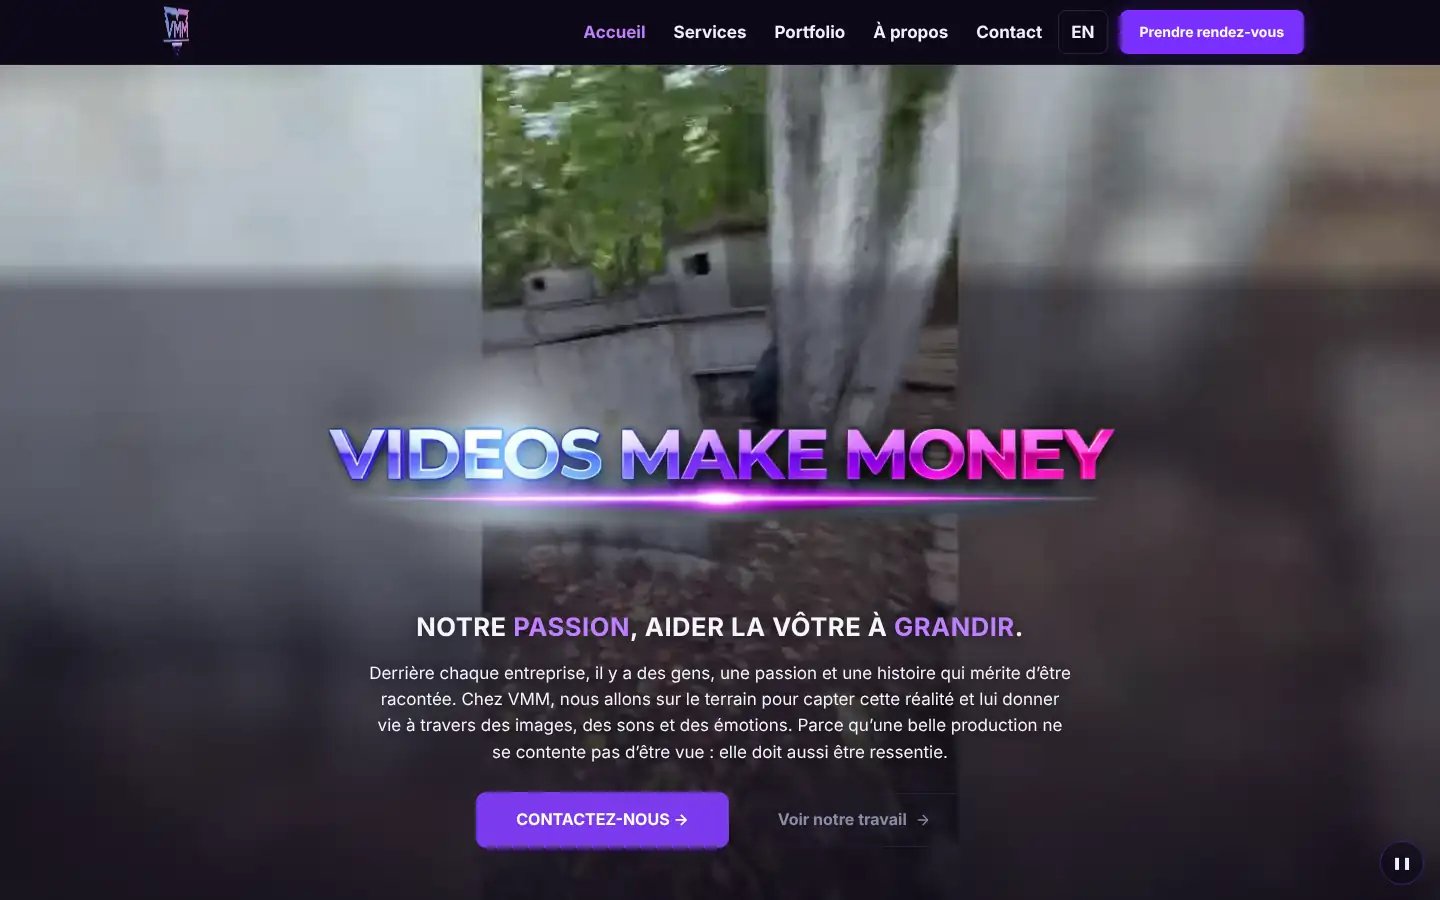 VMM
Accueil Services Portfolio À propos Contact EN Prendre rendez-vous
VIDEOS MAKE MONEY
NOTRE PASSION, AIDER LA VÔTRE À GRANDIR.
Derrière chaque entreprise, il y a des gens, une passion et une histoire qui mérite d’être
racontée. Chez VMM, nous allons sur le terrain pour capter cette réalité et lui donner
vie à travers des images, des sons et des émotions. Parce qu’une belle production ne
se contente pas d’être vue : elle doit aussi être ressentie.
CONTACTEZ-NOUS → Voir notre travail →